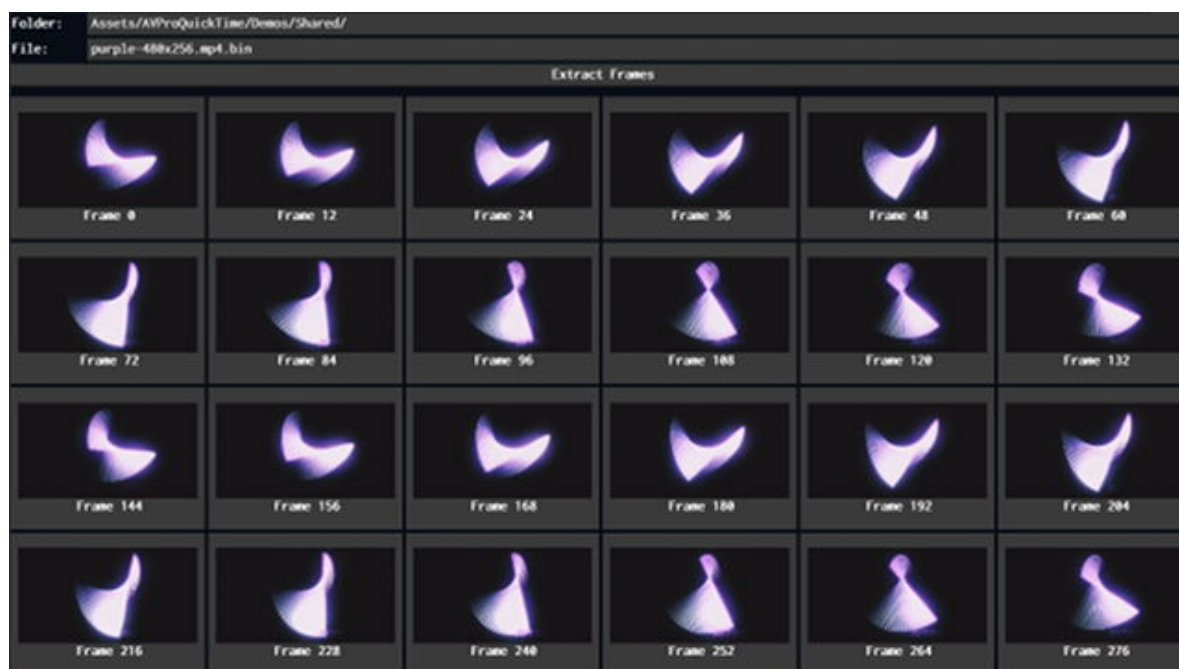 Folder: Assets/AVProQuickTime/Demos/Shared/
File: purple-480x256.mp4.bin
Extract Frames
Frame 0 Frame 12 Frame 24 Frame 36 Frame 48 Frame 60
Frame 72 Frame 84 Frame 96 Frame 108 Frame 120 Frame 132
Frame 144 Frame 156 Frame 168 Frame 180 Frame 192 Frame 204
Frame 216 Frame 228 Frame 240 Frame 252 Frame 264 Frame 276